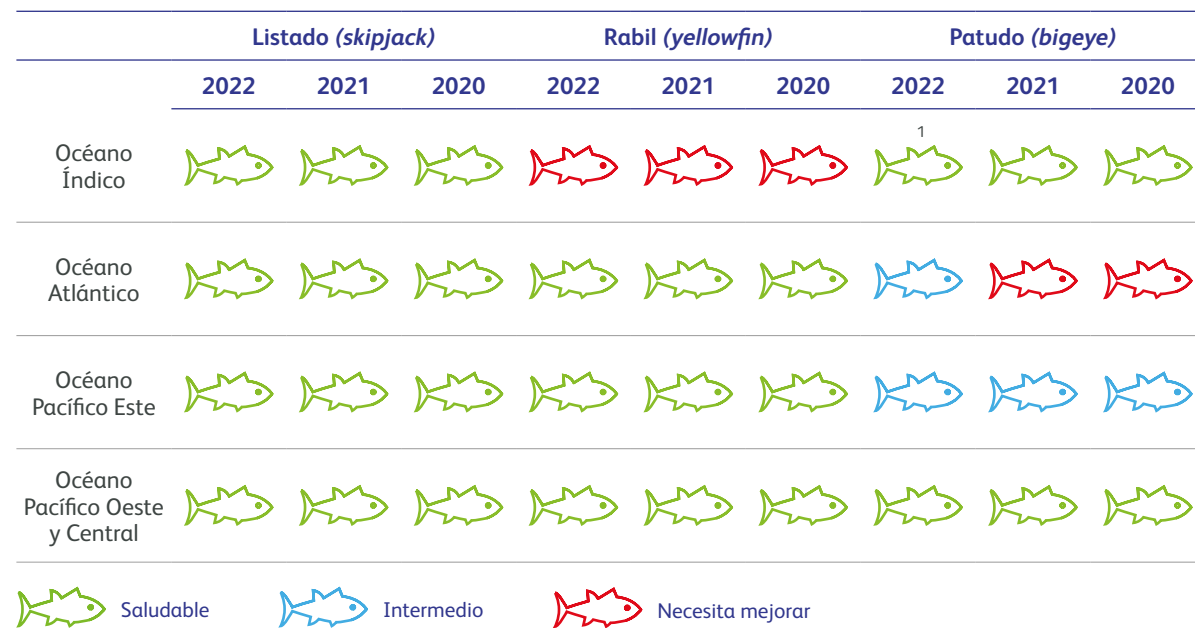 Listado (skipjack) Rabil (yellowfin) Patudo (bigeye)
2022 2021 2020 2022 2021 2020 2022 2021 2020
1
Océano
Índico
Océano
Atlántico
Océano
Pacífico Este
Océano
Pacífico Oeste
y Central
Saludable Intermedio Necesita mejorar